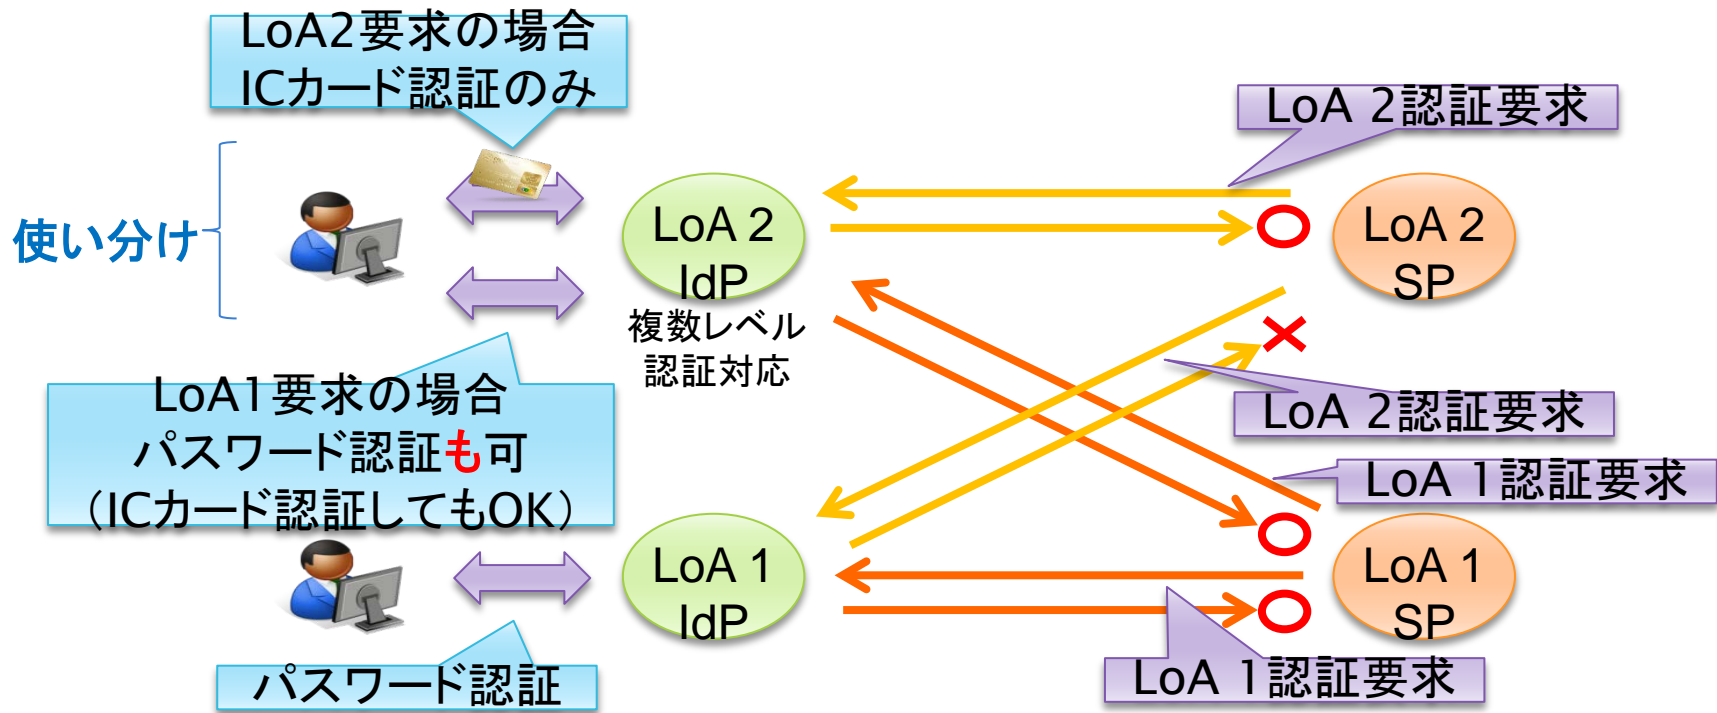 LoA2要求の場合
ICカード認証のみ
LoA 2認証要求
使い分け
LoA 2
IdP
複数レベル
認証対応
LoA 2
SP
LoA1要求の場合
パスワード認証も可
（ICカード認証してもOK）
LoA 2認証要求
LoA 1認証要求
LoA 1
IdP
LoA 1
SP
パスワード認証
LoA 1認証要求